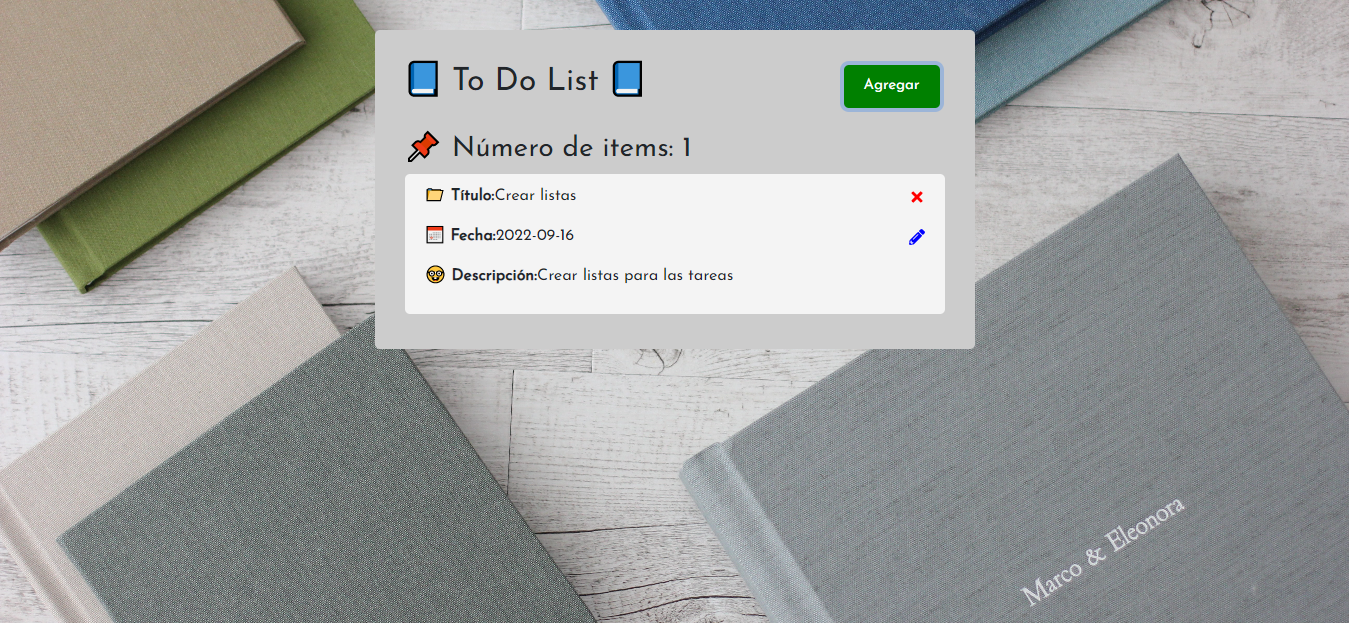 To Do List
Agregar
Número de items: 1
Título:Crear listas
Fecha:2022-09-16
Descripción:Crear listas para las tareas
Marco & Eleonora